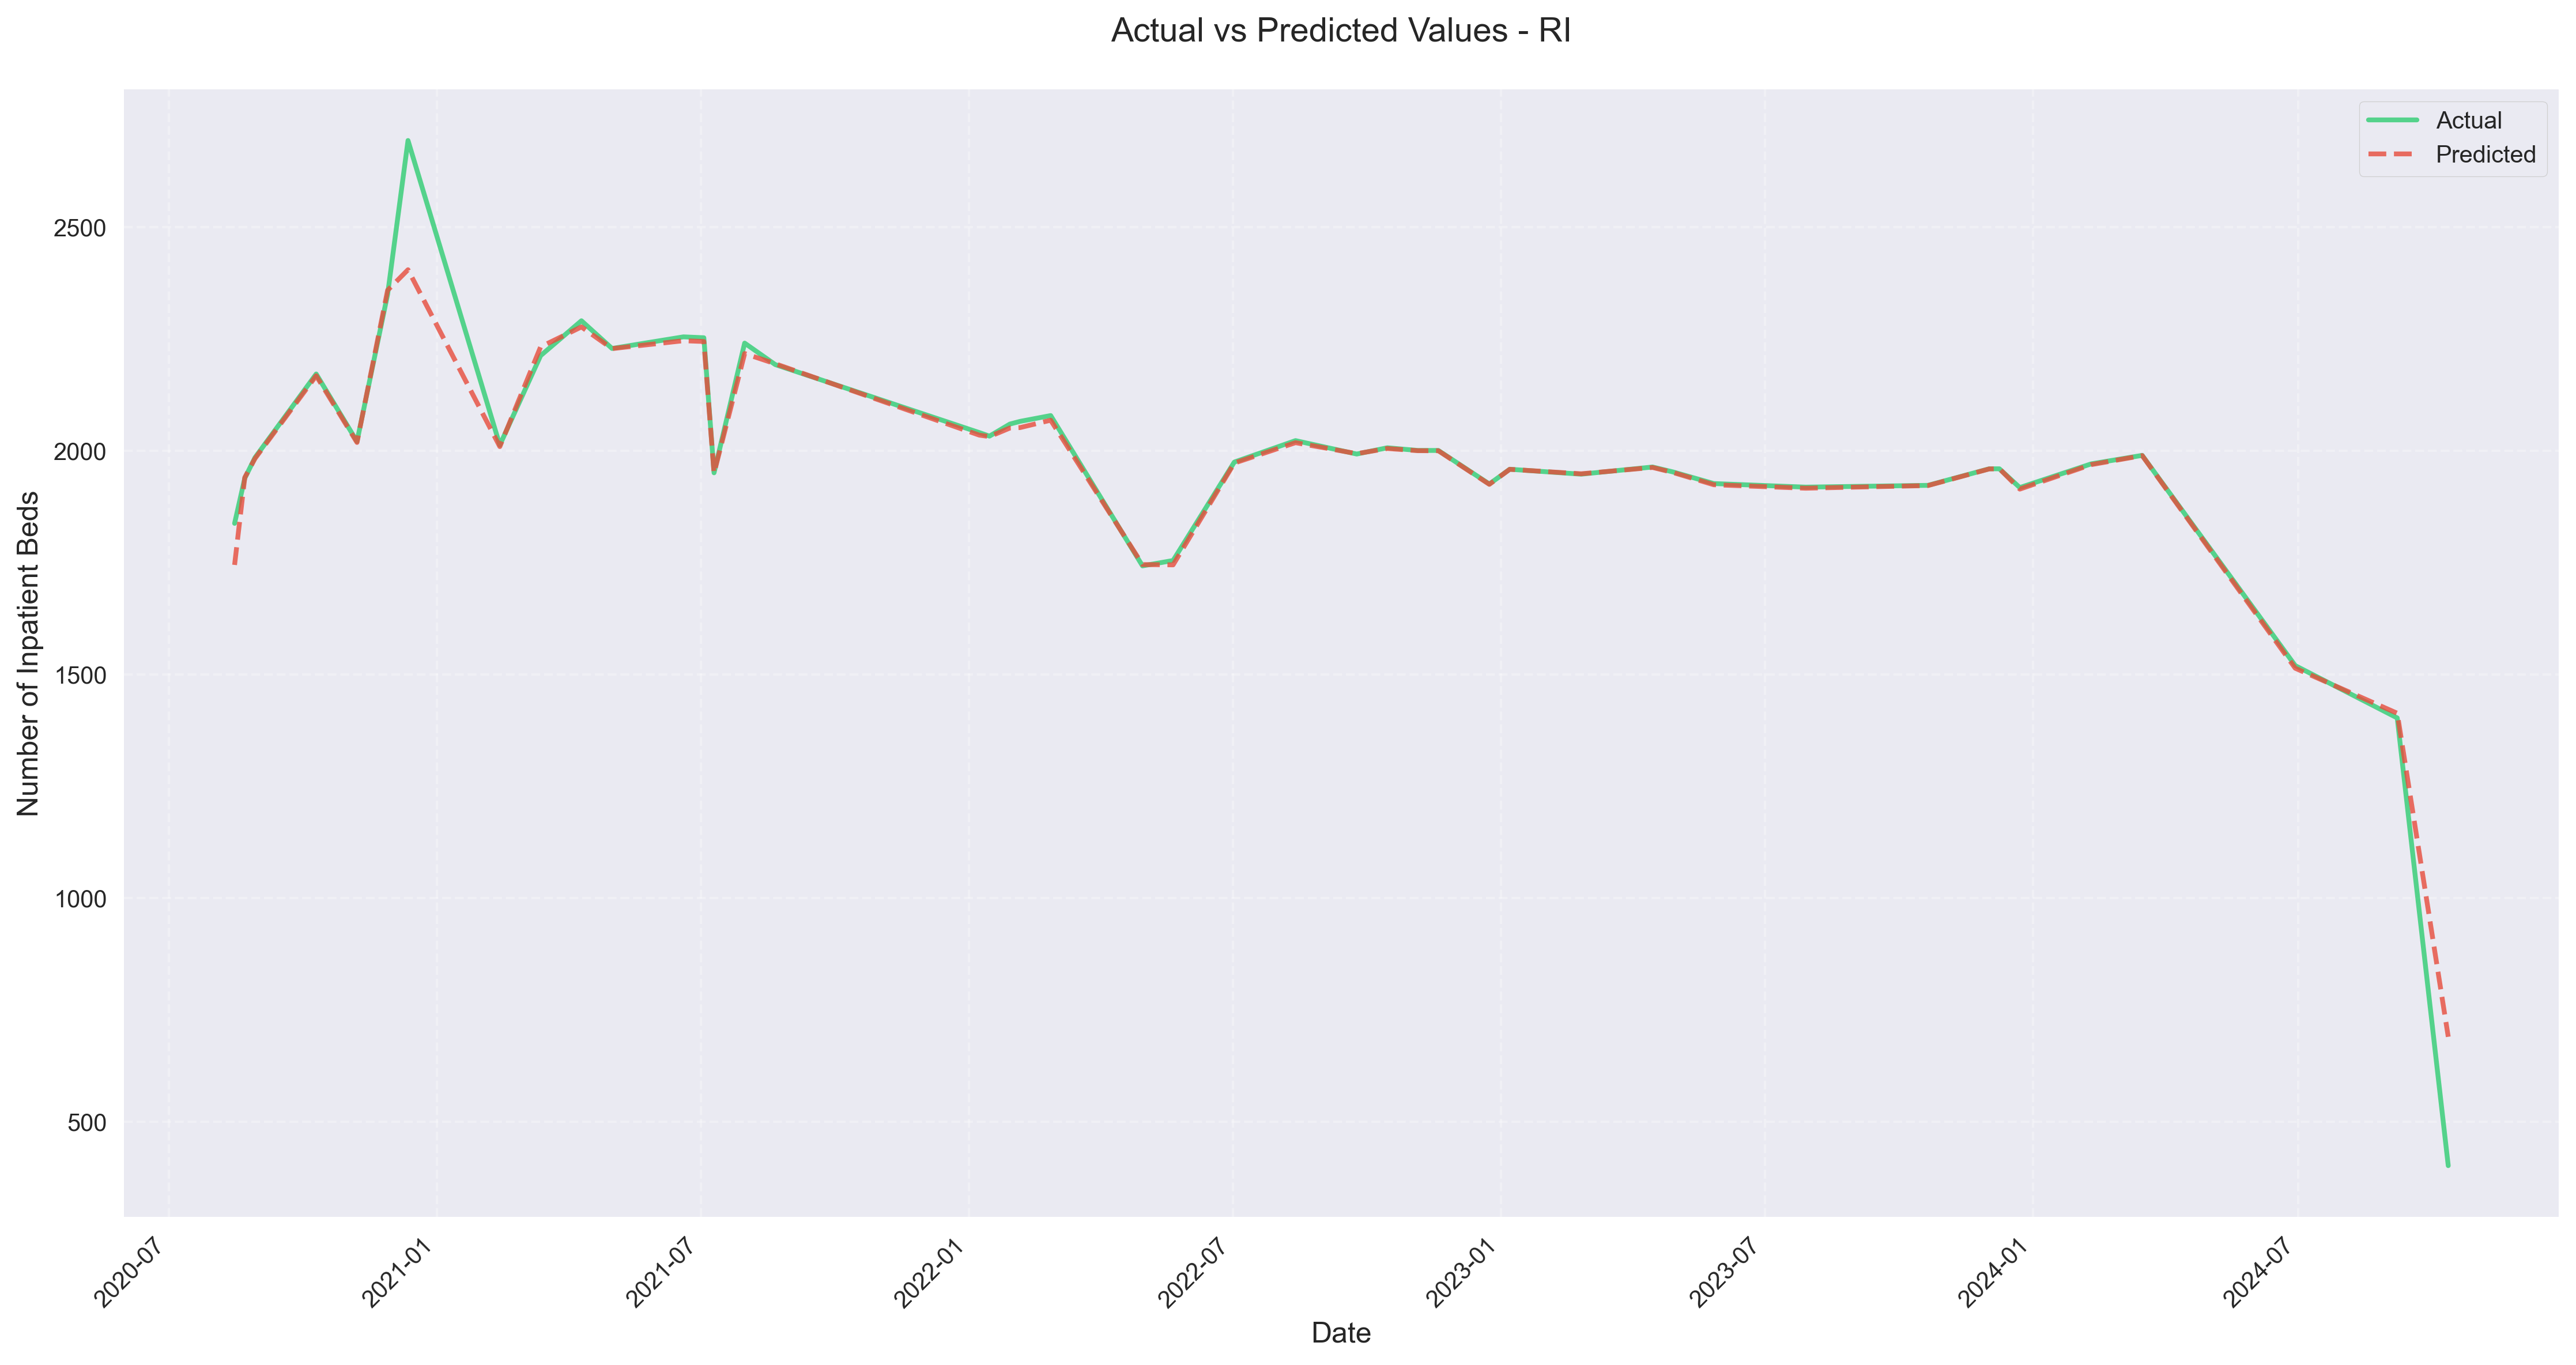 Actual vs Predicted Values - RI
Actual
Predicted
Number of Inpatient Beds
2500
2000
1500
1000
500
2020-07
2021-01
2021-07
2022-01
2022-07
2023-01
2023-07
2024-01
2024-07
Date